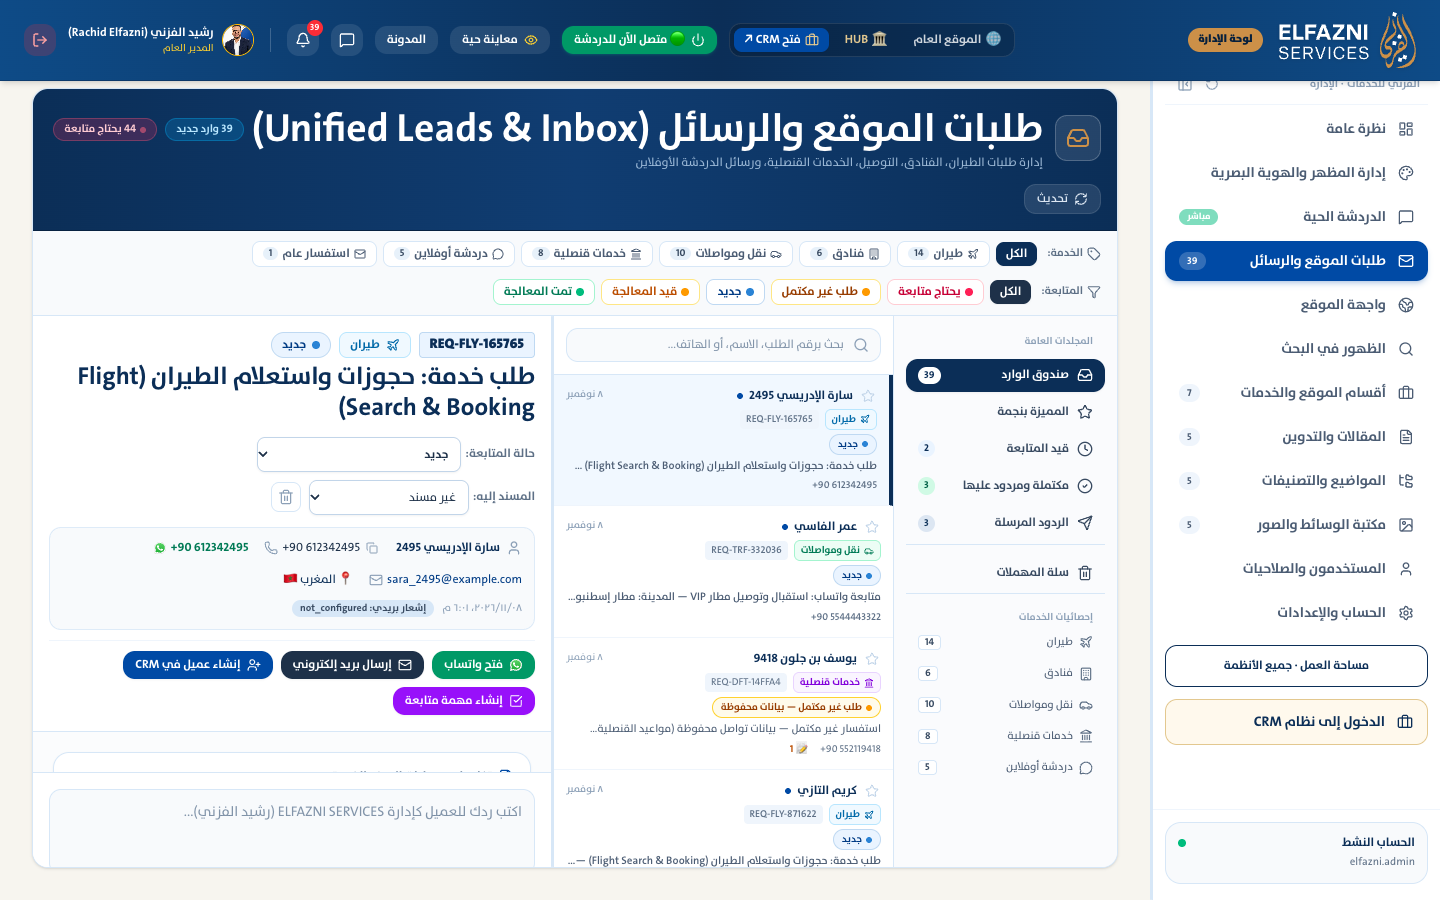 ELFAZNI
SERVICES
لوحة الإدارة
🌐 الموقع العام
🏛️ HUB
فتح CRM ↗
🟢 متصل الآن للدردشة
معاينة حية
المدونة
39
رشيد الفزني (Rachid Elfazni)
المدير العام
الفزني للخدمات · الإدارة
نظرة عامة
إدارة المظهر والهوية البصرية
الدردشة الحية
مباشر
طلبات الموقع والرسائل
39
واجهة الموقع
الظهور في البحث
أقسام الموقع والخدمات
7
المقالات والتدوين
5
المواضيع والتصنيفات
5
مكتبة الوسائط والصور
5
المستخدمون والصلاحيات
الحساب والإعدادات
مساحة العمل · جميع الأنظمة
الدخول إلى نظام CRM
الحساب النشط
elfazni.admin
طلبات الموقع والرسائل (Unified Leads & Inbox)
39 وارد جديد
44 يحتاج متابعة
إدارة طلبات الطيران، الفنادق، التوصيل، الخدمات القنصلية، ورسائل الدردشة الأوفلاين
تحديث
الخدمة:
الكل
طيران 14
فنادق 6
نقل ومواصلات 10
خدمات قنصلية 8
دردشة أوفلاين 5
استفسار عام 1
المتابعة:
الكل
يحتاج متابعة
طلب غير مكتمل
جديد
قيد المعالجة
تمت المعالجة
المجلدات العامة
صندوق الوارد
39
المميزة بنجمة
قيد المتابعة
2
مكتملة ومردود عليها
3
الردود المرسلة
3
سلة المهملات
إحصائيات الخدمات
طيران
14
فنادق
6
نقل ومواصلات
10
خدمات قنصلية
8
دردشة أوفلاين
5
بحث برقم الطلب، الاسم، أو الهاتف...
سارة الإدريسي 2495
٨ نوفمبر
طيران
REQ-FLY-165765
جديد
طلب خدمة: حجوزات واستعلام الطيران (Flight Search & Booking) ...
+90 612342495
عمر الفاسي
٨ نوفمبر
نقل ومواصلات
REQ-TRF-332036
جديد
متابعة واتساب: استقبال وتوصيل مطار VIP — المدينة: مطار إسطنبو...
+90 5544443322
يوسف بن جلون 9418
٨ نوفمبر
خدمات قنصلية
REQ-DFT-14FFA4
طلب غير مكتمل — بيانات محفوظة
استفسار غير مكتمل — بيانات تواصل محفوظة (مواعيد القنصلية...
+90 552119418
📝 1
كريم التازي
٨ نوفمبر
طيران
REQ-FLY-871622
جديد
طلب خدمة: حجوزات واستعلام الطيران (Flight Search & Booking) —...
REQ-FLY-165765
طيران
جديد
طلب خدمة: حجوزات واستعلام الطيران (Flight
Search & Booking)
حالة المتابعة:
جديد
المسند إليه:
غير مسند
سارة الإدريسي 2495
+90 612342495
+90 612342495
sara_2495@example.com
📍 المغرب 🇲🇦
٢٠٢٦/١١/٠٨، ٦:٠١ م
إشعار بريدي: not_configured
فتح واتساب
إرسال بريد إلكتروني
إنشاء عميل في CRM
إنشاء مهمة متابعة
اكتب ردك للعميل كإدارة ELFAZNI SERVICES (رشيد الفزني)...